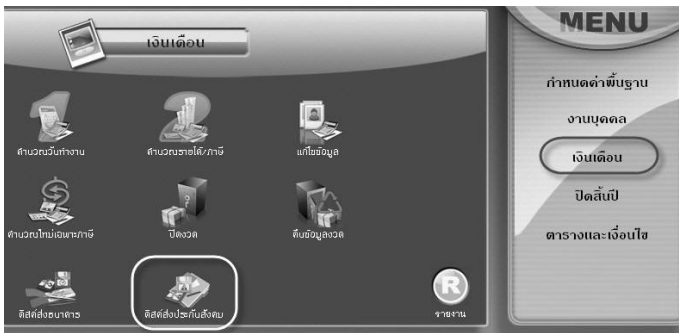 เงินเดือน
MENU
คำนวณวันทำงาน
คำนวณรายได้/ภาษี
แก้ไขข้อมูล
คำนวณใหม่เฉพาะภาษี
ปิดงวด
คืนข้อมูลงวด
ดิสค์ส่งธนาคาร
ดิสค์ส่งประกันสังคม
R
รายงาน
กำหนดค่าพื้นฐาน
งานบุคคล
เงินเดือน
ปิดสิ้นปี
ตารางและเงื่อนไข